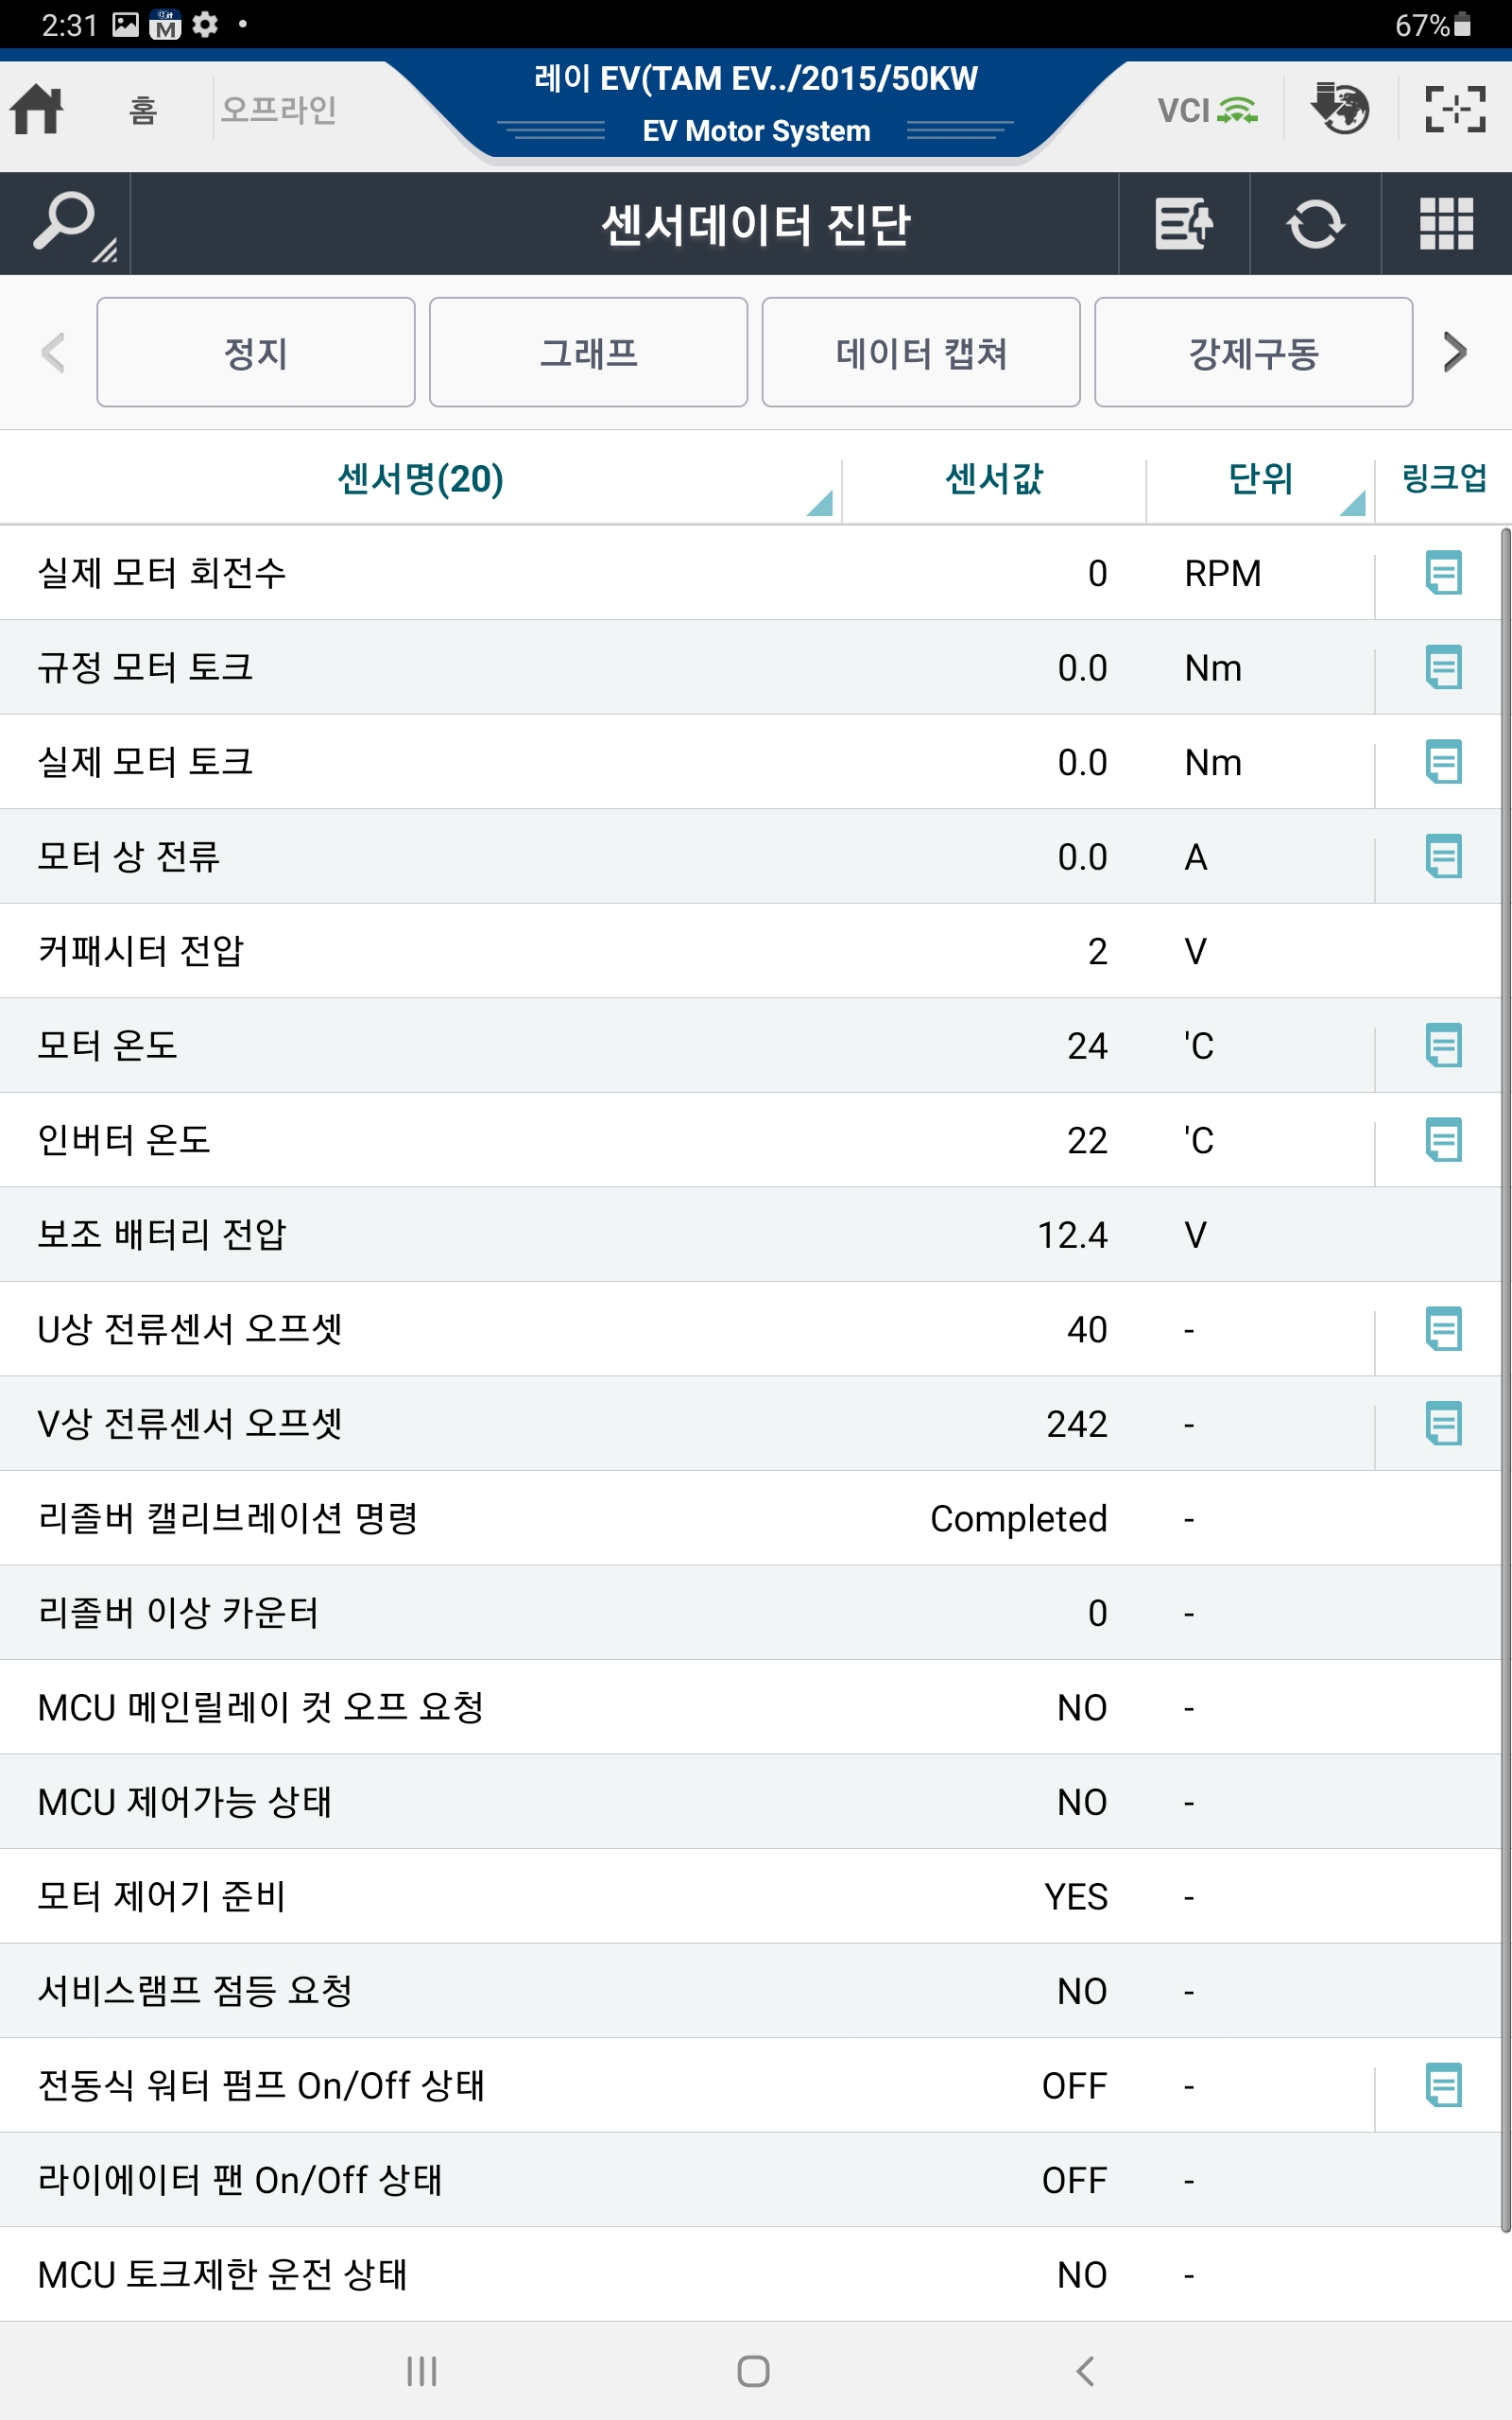 2:31
67%
레이 EV(TAM EV../2015/50KW
홈
오프라인
EV Motor System
VCI
센서데이터 진단
정지
그래프
데이터 캡쳐
강제구동
센서명(20) 센서값 단위 링크업
실제 모터 회전수 0 RPM
규정 모터 토크 0.0 Nm
실제 모터 토크 0.0 Nm
모터 상 전류 0.0 A
커패시터 전압 2 V
모터 온도 24 'C
인버터 온도 22 'C
보조 배터리 전압 12.4 V
U상 전류센서 오프셋 40 -
V상 전류센서 오프셋 242 -
리졸버 캘리브레이션 명령 Completed -
리졸버 이상 카운터 0 -
MCU 메인릴레이 컷 오프 요청 NO -
MCU 제어가능 상태 NO -
모터 제어기 준비 YES -
서비스램프 점등 요청 NO -
전동식 워터 펌프 On/Off 상태 OFF -
라이에이터 팬 On/Off 상태 OFF -
MCU 토크제한 운전 상태 NO -